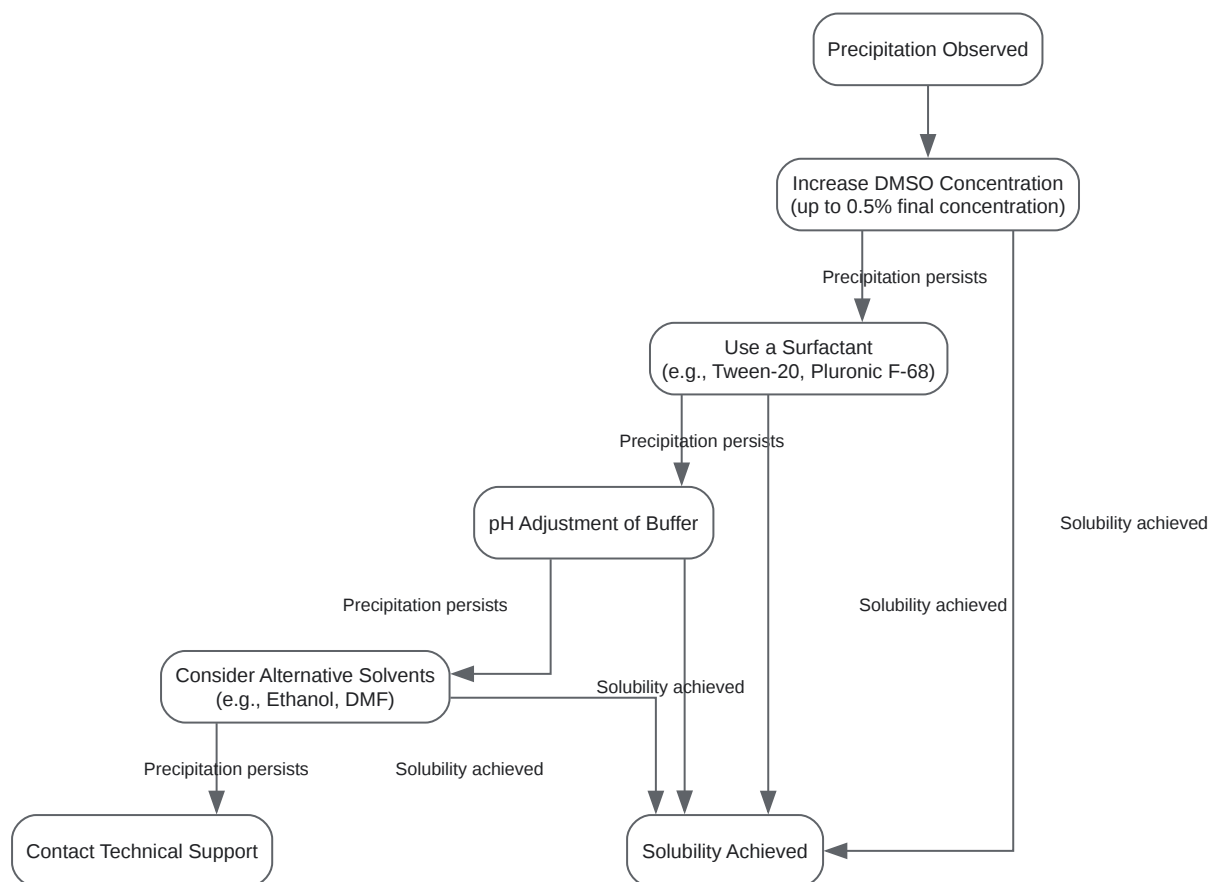 Precipitation Observed
Increase DMSO Concentration
(up to 0.5% final concentration)
Precipitation persists
Use a Surfactant
(e.g., Tween-20, Pluronic F-68)
Precipitation persists
pH Adjustment of Buffer
Solubility achieved
Precipitation persists
Solubility achieved
Consider Alternative Solvents
(e.g., Ethanol, DMF)
Solubility achieved
Precipitation persists
Solubility achieved
Contact Technical Support
Solubility Achieved